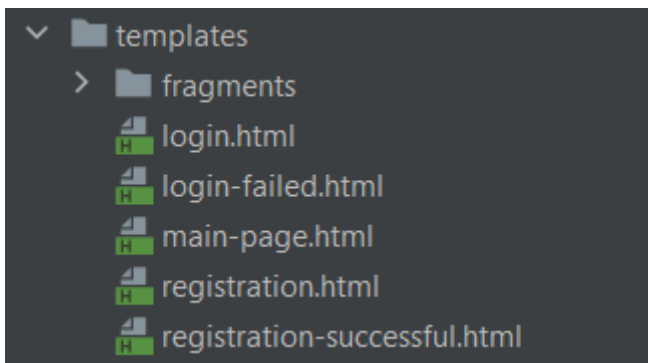 templates
fragments
H login.html
H login-failed.html
H main-page.html
H registration.html
H registration-successful.html